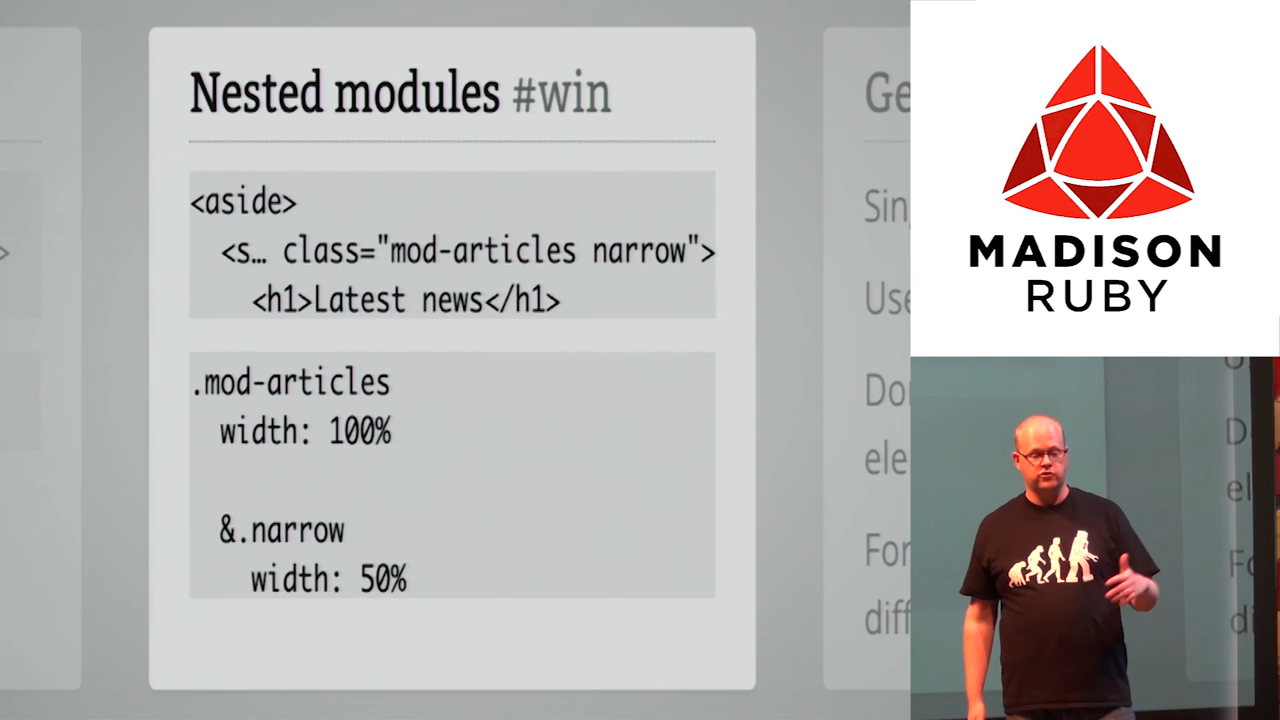 Nested modules #win
<aside>
<s… class="mod-articles narrow">
<h1>Latest news</h1>
.mod-articles
width: 100%
&.narrow
width: 50%
MADISON
RUBY